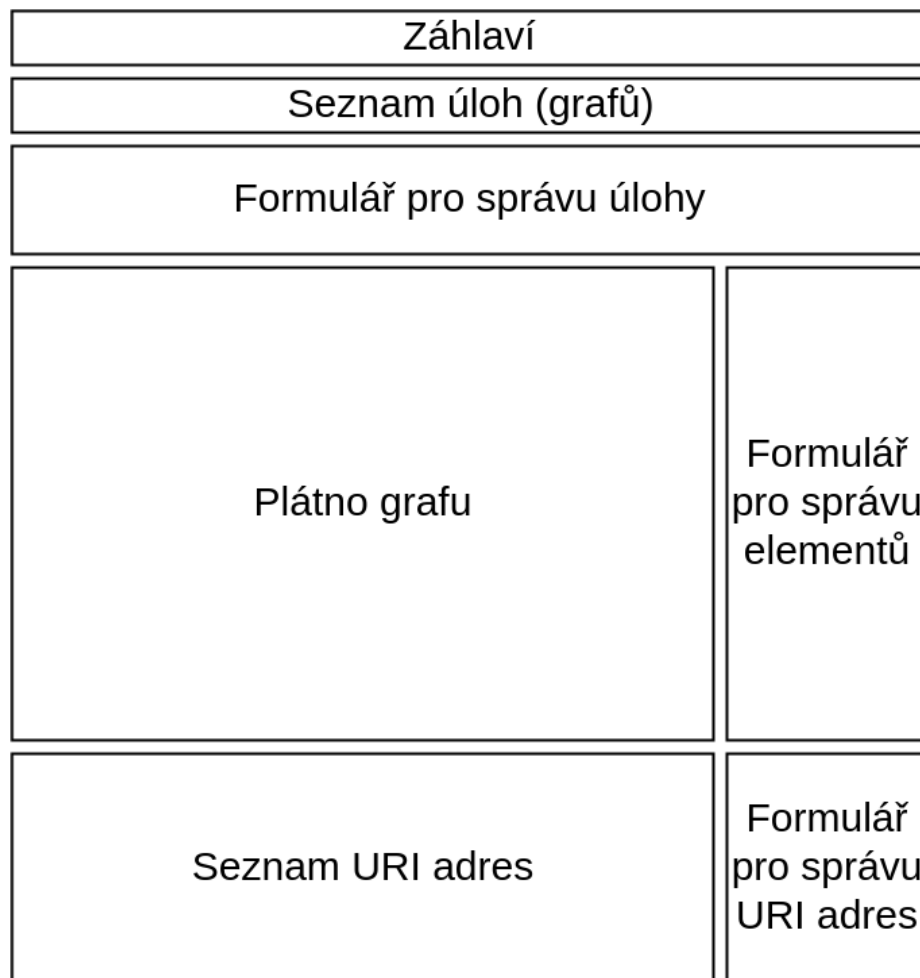 Záhlaví
Seznam úloh (grafů)
Formulář pro správu úlohy
Plátno grafu
Formulář
pro správu
elementů
Seznam URI adres
Formulář
pro správu
URI adres